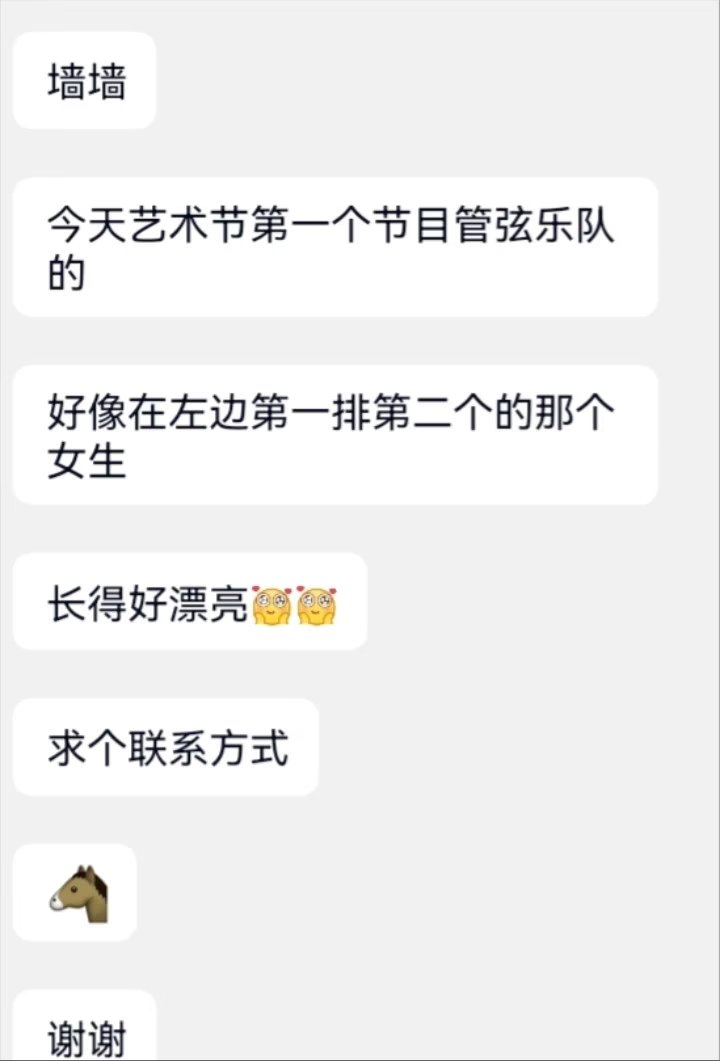 墙墙
今天艺术节第一个节目管弦乐队
的
好像在左边第一排第二个的那个
女生
长得好漂亮
求个联系方式
谢谢